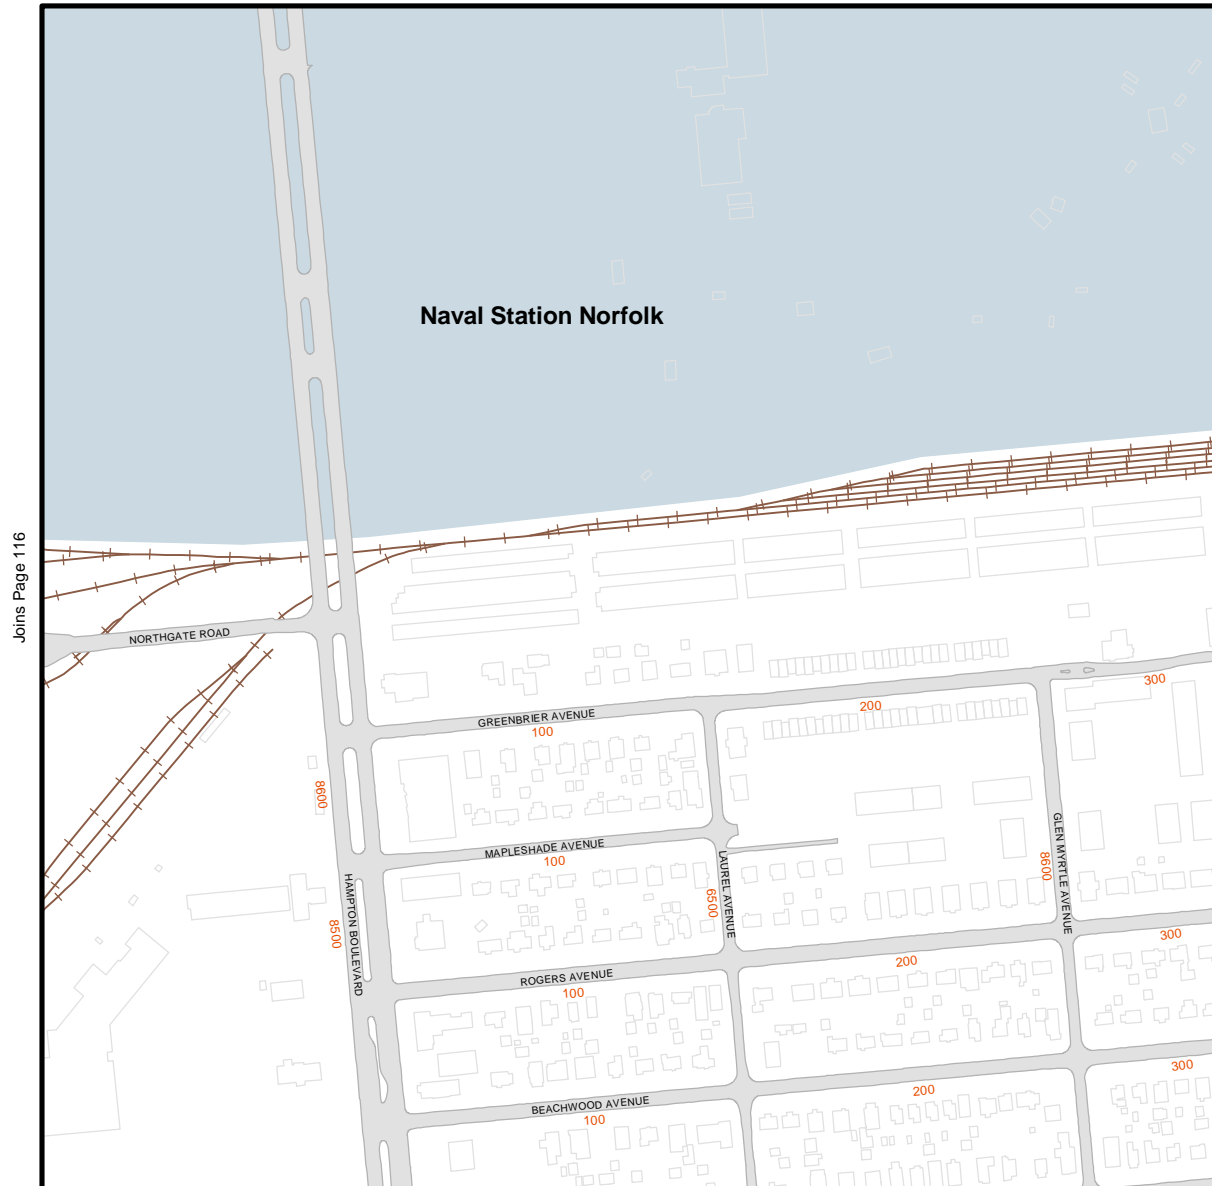 Naval Station Norfolk
Joins Page 116
NORTHGATE ROAD
300
200
GREENBRIER AVENUE
100
8600
MAPLESHADE AVENUE
100
LAUREL AVENUE
6500
GLEN MYRTLE AVENUE
8600
HAMPTON BOULEVARD
8500
300
200
ROGERS AVENUE
100
300
200
BEACHWOOD AVENUE
100